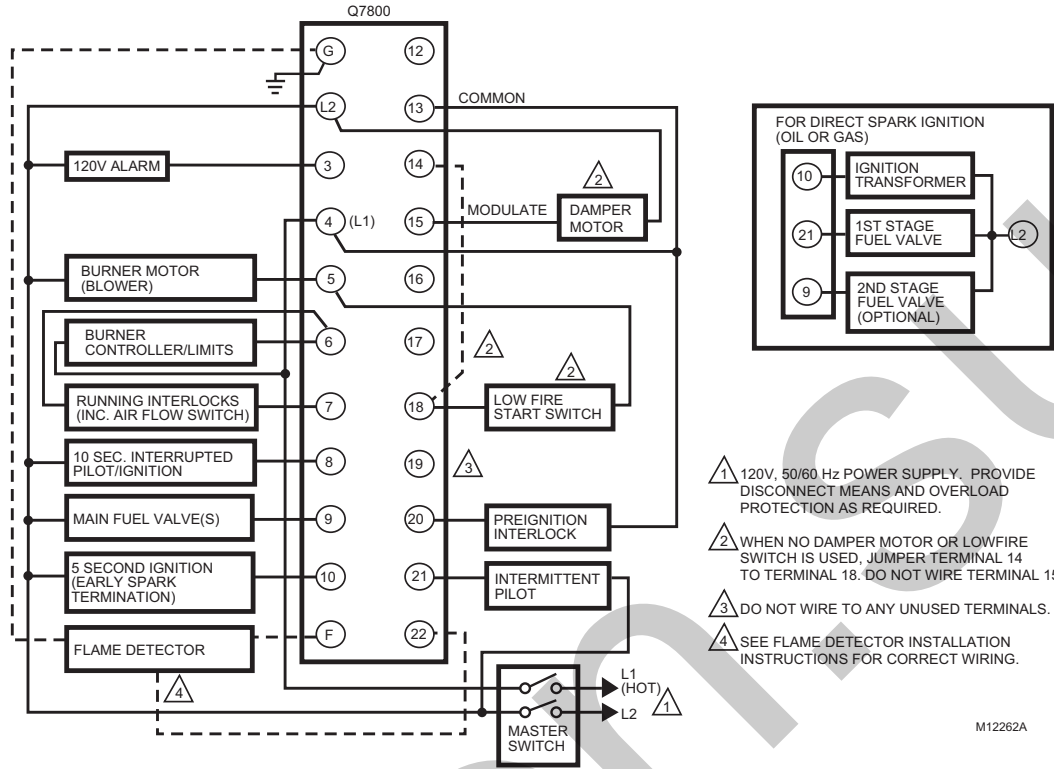 Q7800
G
12
L2
13
COMMON
120V ALARM
3
14
2
4
(L1)
15
MODULATE
DAMPER
MOTOR
BURNER MOTOR
(BLOWER)
5
16
BURNER
CONTROLLER/LIMITS
6
17
2
2
RUNNING INTERLOCKS
(INC. AIR FLOW SWITCH)
7
18
LOW FIRE
START SWITCH
10 SEC. INTERRUPTED
PILOT/IGNITION
8
19
3
MAIN FUEL VALVE(S)
9
20
PREIGNITION
INTERLOCK
5 SECOND IGNITION
(EARLY SPARK
TERMINATION)
10
21
INTERMITTENT
PILOT
FLAME DETECTOR
F
22
4
L1
(HOT)
L2
1
MASTER
SWITCH
FOR DIRECT SPARK IGNITION
(OIL OR GAS)
10
IGNITION
TRANSFORMER
21
1ST STAGE
FUEL VALVE
L2
9
2ND STAGE
FUEL VALVE
(OPTIONAL)
1 120V, 50/60 Hz POWER SUPPLY. PROVIDE
DISCONNECT MEANS AND OVERLOAD
PROTECTION AS REQUIRED.
2 WHEN NO DAMPER MOTOR OR LOWFIRE
SWITCH IS USED, JUMPER TERMINAL 14
TO TERMINAL 18. DO NOT WIRE TERMINAL 15
3 DO NOT WIRE TO ANY UNUSED TERMINALS.
4 SEE FLAME DETECTOR INSTALLATION
INSTRUCTIONS FOR CORRECT WIRING.
M12262A